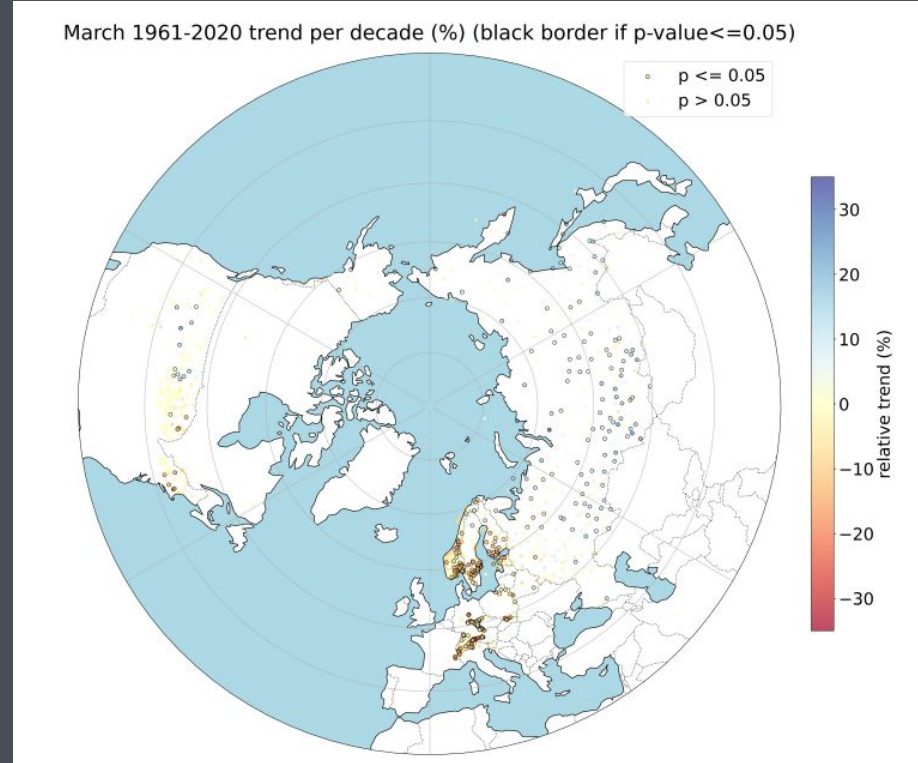 March 1961-2020 trend per decade (%) (black border if p-value<=0.05)
p <= 0.05
p > 0.05
30
20
10
0
−10
−20
−30
relative trend (%)